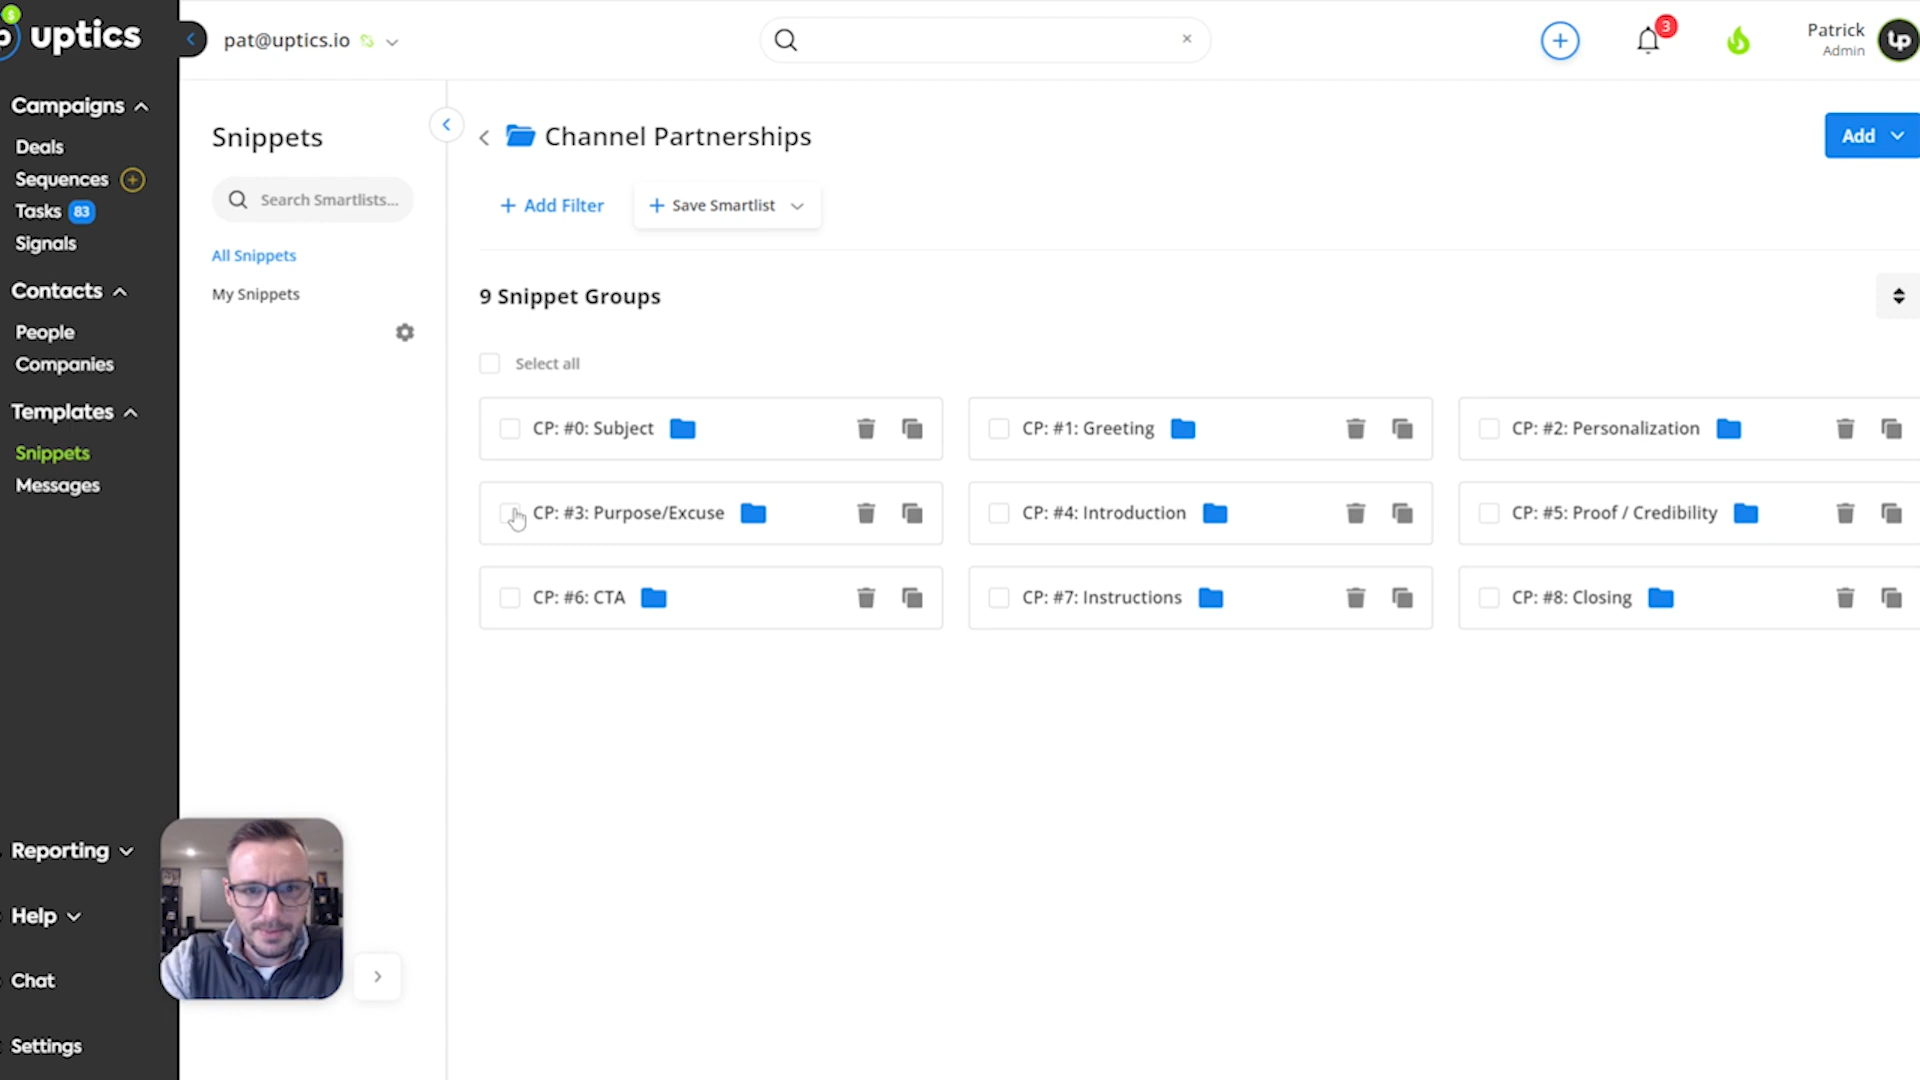 uptics
pat@uptics.io
3
Patrick
Admin
up
Campaigns
Deals
Sequences
Tasks 83
Signals
Contacts
People
Companies
Templates
Snippets
Messages
Reporting
Help
Chat
Settings
Snippets
Search Smartlists...
All Snippets
My Snippets
Channel Partnerships
Add
+ Add Filter
+ Save Smartlist
9 Snippet Groups
Select all
CP: #0: Subject
CP: #1: Greeting
CP: #2: Personalization
CP: #3: Purpose/Excuse
CP: #4: Introduction
CP: #5: Proof / Credibility
CP: #6: CTA
CP: #7: Instructions
CP: #8: Closing